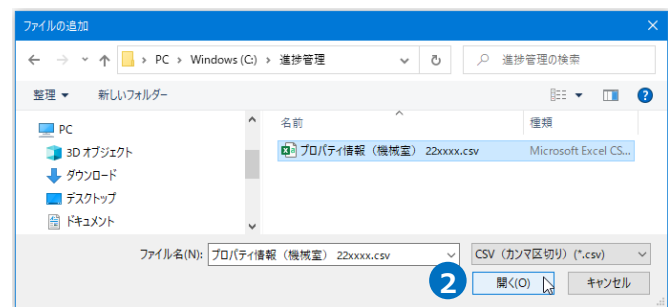 ファイルの追加
PC › Windows (C:) › 進捗管理
進捗管理の検索
整理 新しいフォルダー
名前 種類
PC
3D オブジェクト
ダウンロード
デスクトップ
ドキュメント
プロパティ情報（機械室） 22xxxx.csv Microsoft Excel CS...
ファイル名(N): プロパティ情報（機械室） 22xxxx.csv CSV（カンマ区切り）(*.csv)
2 開く(O) キャンセル